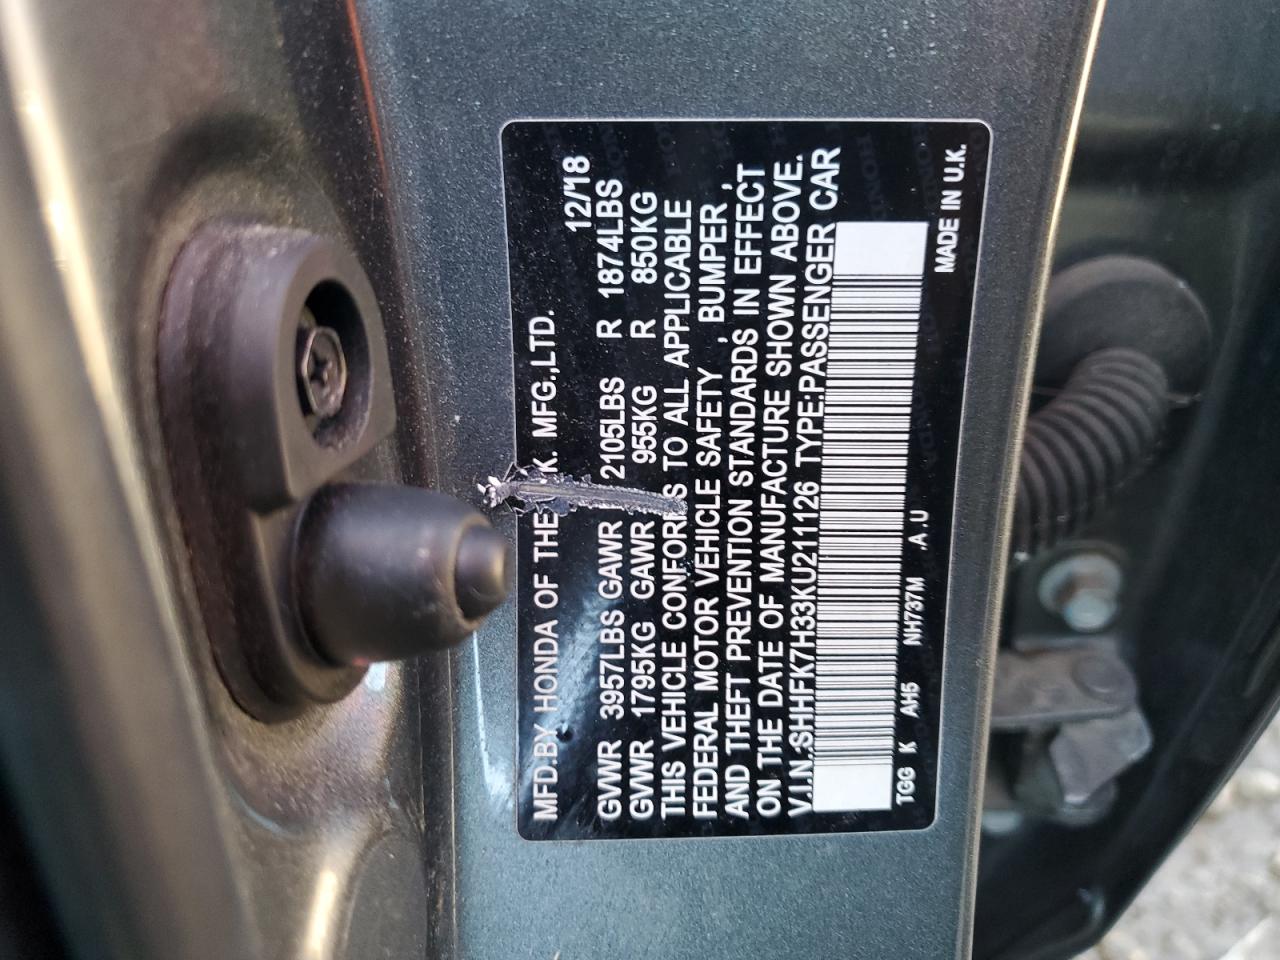 MFD.BY HONDA OF THE K. MFG.,LTD. 12/'18
GVWR 3957LBS GAWR 2105LBS R 1874LBS
GVWR 1795KG GAWR 955KG R 850KG
THIS VEHICLE CONFORMS TO ALL APPLICABLE
FEDERAL MOTOR VEHICLE SAFETY , BUMPER ,
AND THEFT PREVENTION STANDARDS IN EFFECT
ON THE DATE OF MANUFACTURE SHOWN ABOVE.
V.I.N.:SHHFK7H33KU211126 TYPE:PASSENGER CAR
TGG K AH5 NH737M .A .U
MADE IN U.K.